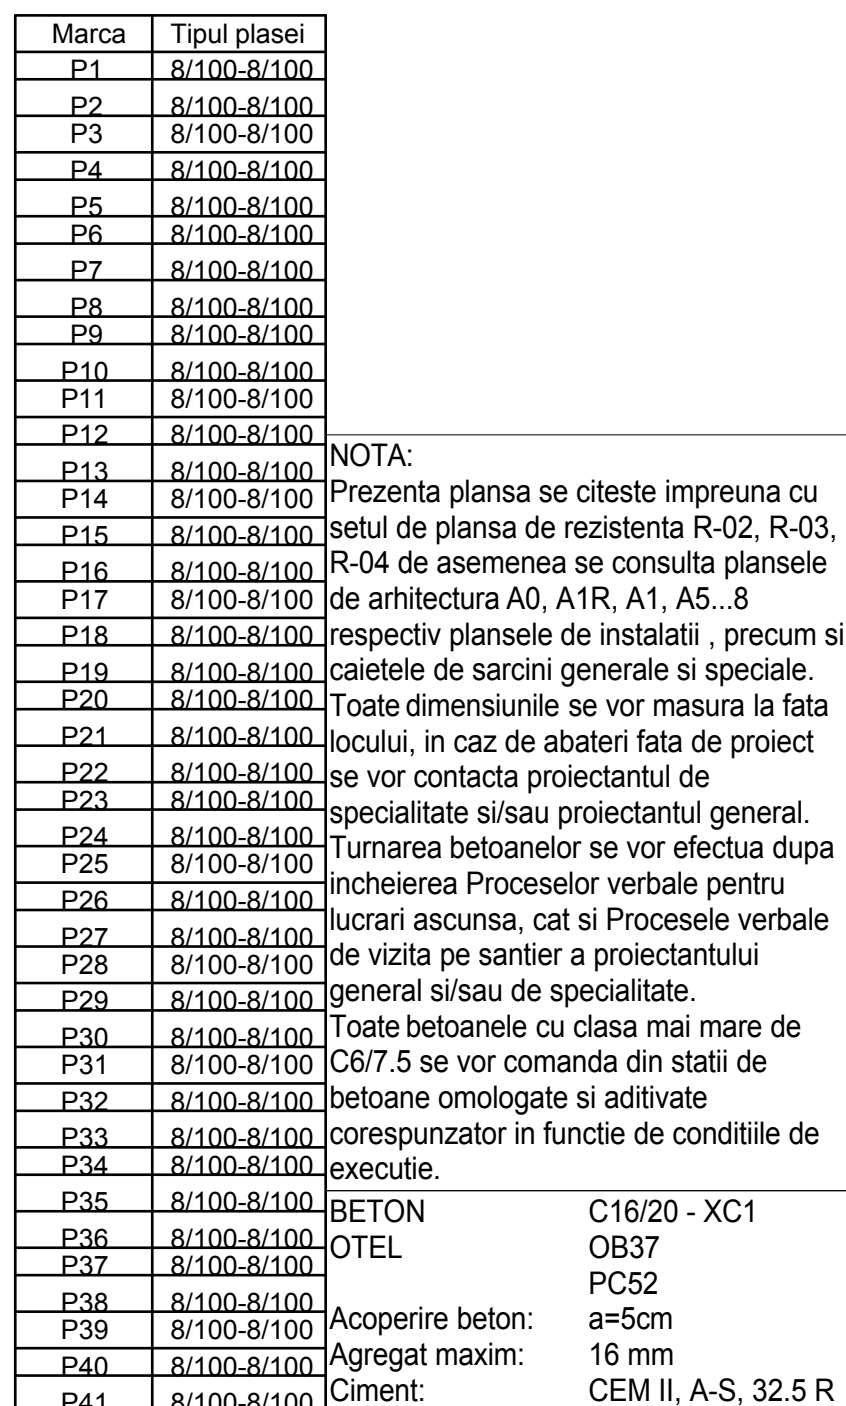 Marca Tipul plasei
P1 8/100-8/100
P2 8/100-8/100
P3 8/100-8/100
P4 8/100-8/100
P5 8/100-8/100
P6 8/100-8/100
P7 8/100-8/100
P8 8/100-8/100
P9 8/100-8/100
P10 8/100-8/100
P11 8/100-8/100
P12 8/100-8/100
P13 8/100-8/100
P14 8/100-8/100
P15 8/100-8/100
P16 8/100-8/100
P17 8/100-8/100
P18 8/100-8/100
P19 8/100-8/100
P20 8/100-8/100
P21 8/100-8/100
P22 8/100-8/100
P23 8/100-8/100
P24 8/100-8/100
P25 8/100-8/100
P26 8/100-8/100
P27 8/100-8/100
P28 8/100-8/100
P29 8/100-8/100
P30 8/100-8/100
P31 8/100-8/100
P32 8/100-8/100
P33 8/100-8/100
P34 8/100-8/100
P35 8/100-8/100
P36 8/100-8/100
P37 8/100-8/100
P38 8/100-8/100
P39 8/100-8/100
P40 8/100-8/100
P41 8/100-8/100
NOTA:
Prezenta plansa se citeste impreuna cu
setul de plansa de rezistenta R-02, R-03,
R-04 de asemenea se consulta plansele
de arhitectura A0, A1R, A1, A5...8
respectiv plansele de instalatii , precum si
caietele de sarcini generale si speciale.
Toate dimensiunile se vor masura la fata
locului, in caz de abateri fata de proiect
se vor contacta proiectantul de
specialitate si/sau proiectantul general.
Turnarea betoanelor se vor efectua dupa
incheierea Proceselor verbale pentru
lucrari ascunsa, cat si Procesele verbale
de vizita pe santier a proiectantului
general si/sau de specialitate.
Toate betoanele cu clasa mai mare de
C6/7.5 se vor comanda din statii de
betoane omologate si aditivate
corespunzator in functie de conditiile de
executie.
BETON C16/20 - XC1
OTEL OB37
PC52
Acoperire beton: a=5cm
Agregat maxim: 16 mm
Ciment: CEM II, A-S, 32.5 R